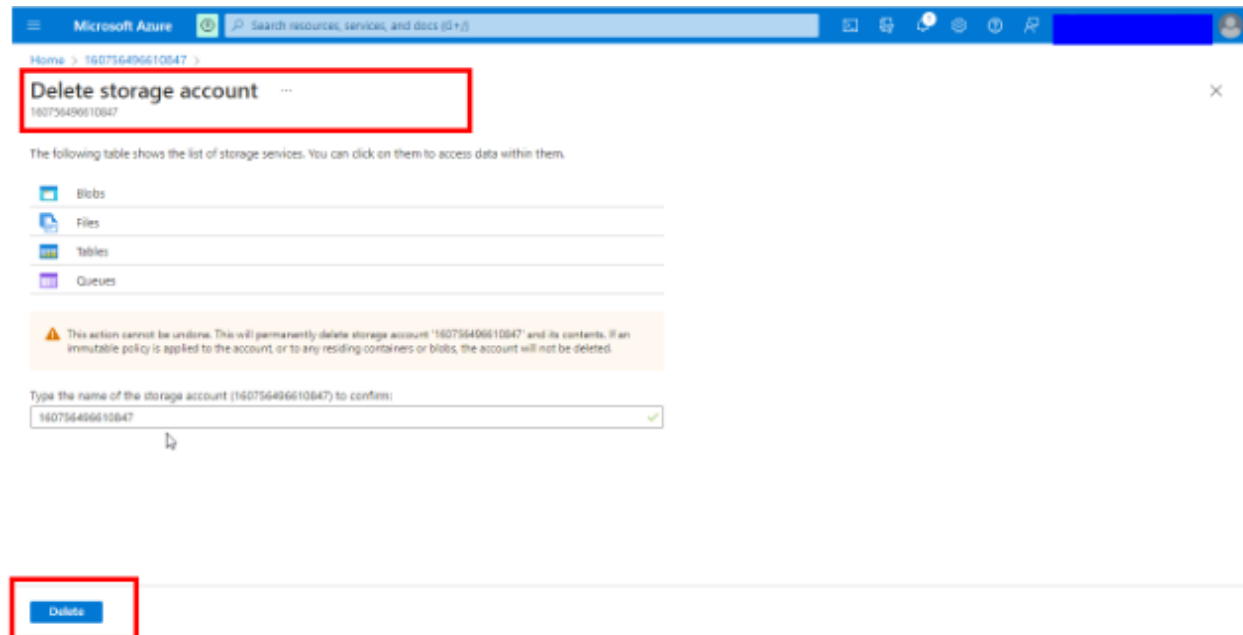 Microsoft Azure
Search resources, services, and docs (G+/)
Home > 160756496610847 >
Delete storage account ...
160756496610847
The following table shows the list of storage services. You can click on them to access data within them.
Blobs
Files
Tables
Queues
This action cannot be undone. This will permanently delete storage account '160756496610847' and its contents. If an
immutable policy is applied to the account, or to any residing containers or blobs, the account will not be deleted.
Type the name of the storage account (160756496610847) to confirm:
160756496610847
Delete